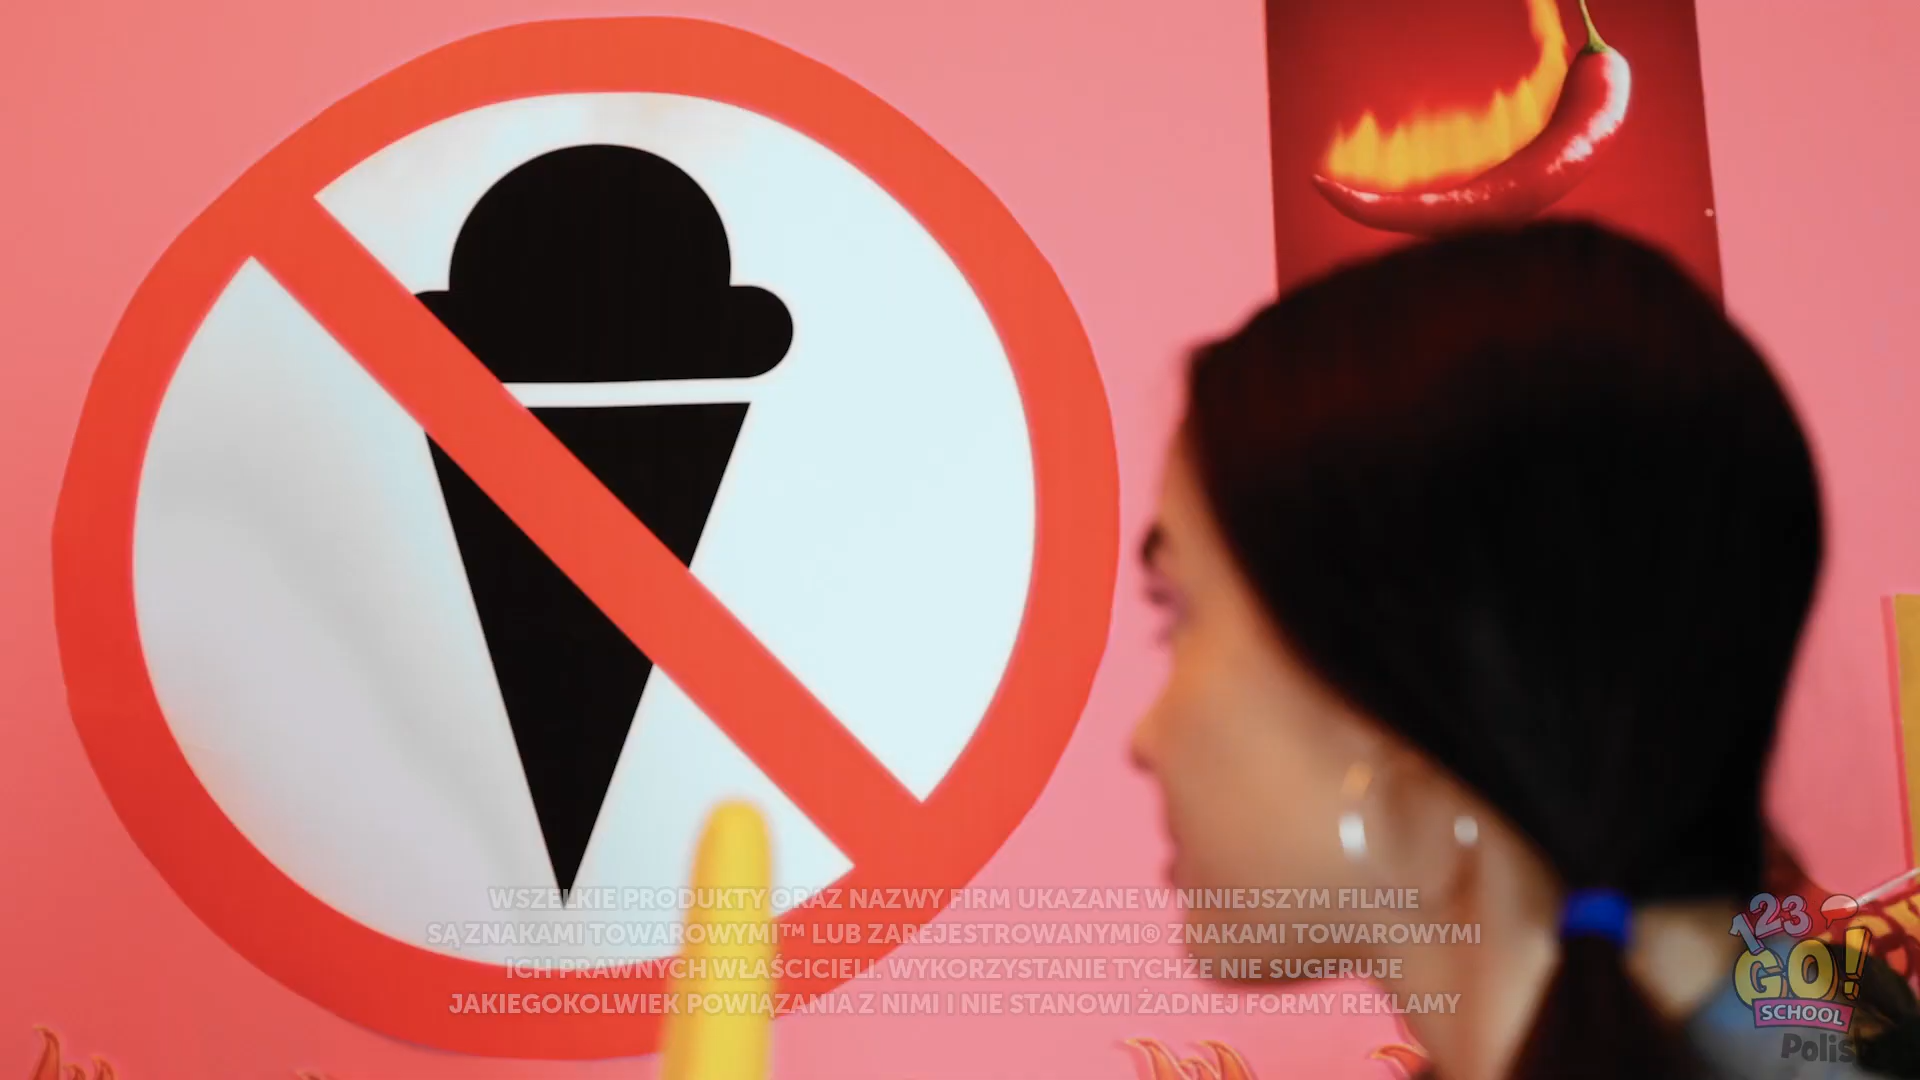 WSZELKIE PRODUKTY ORAZ NAZWY FIRM UKAZANE W NINIEJSZYM FILMIE
SĄ ZNAKAMI TOWAROWYMI™ LUB ZAREJESTROWANYMI® ZNAKAMI TOWAROWYMI
ICH PRAWNYCH WŁAŚCICIELI. WYKORZYSTANIE TYCHŻE NIE SUGERUJE
JAKIEGOKOLWIEK POWIĄZANIA Z NIMI I NIE STANOWI ŻADNEJ FORMY REKLAMY
123
GO!
SCHOOL